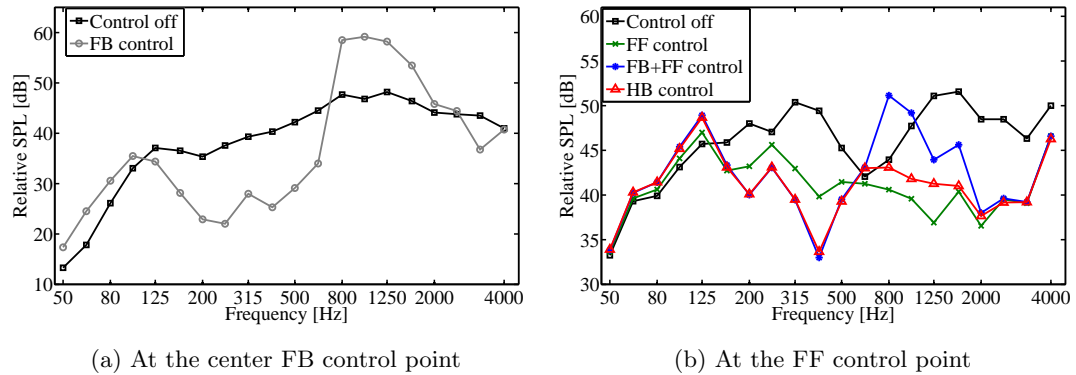 Control off
FB control
Relative SPL [dB]
60
50
40
30
20
10
50 80 125 200 315 500 800 1250 2000 4000
Frequency [Hz]
(a) At the center FB control point
Control off
FF control
FB+FF control
HB control
Relative SPL [dB]
60
55
50
45
40
35
30
50 80 125 200 315 500 800 1250 2000 4000
Frequency [Hz]
(b) At the FF control point